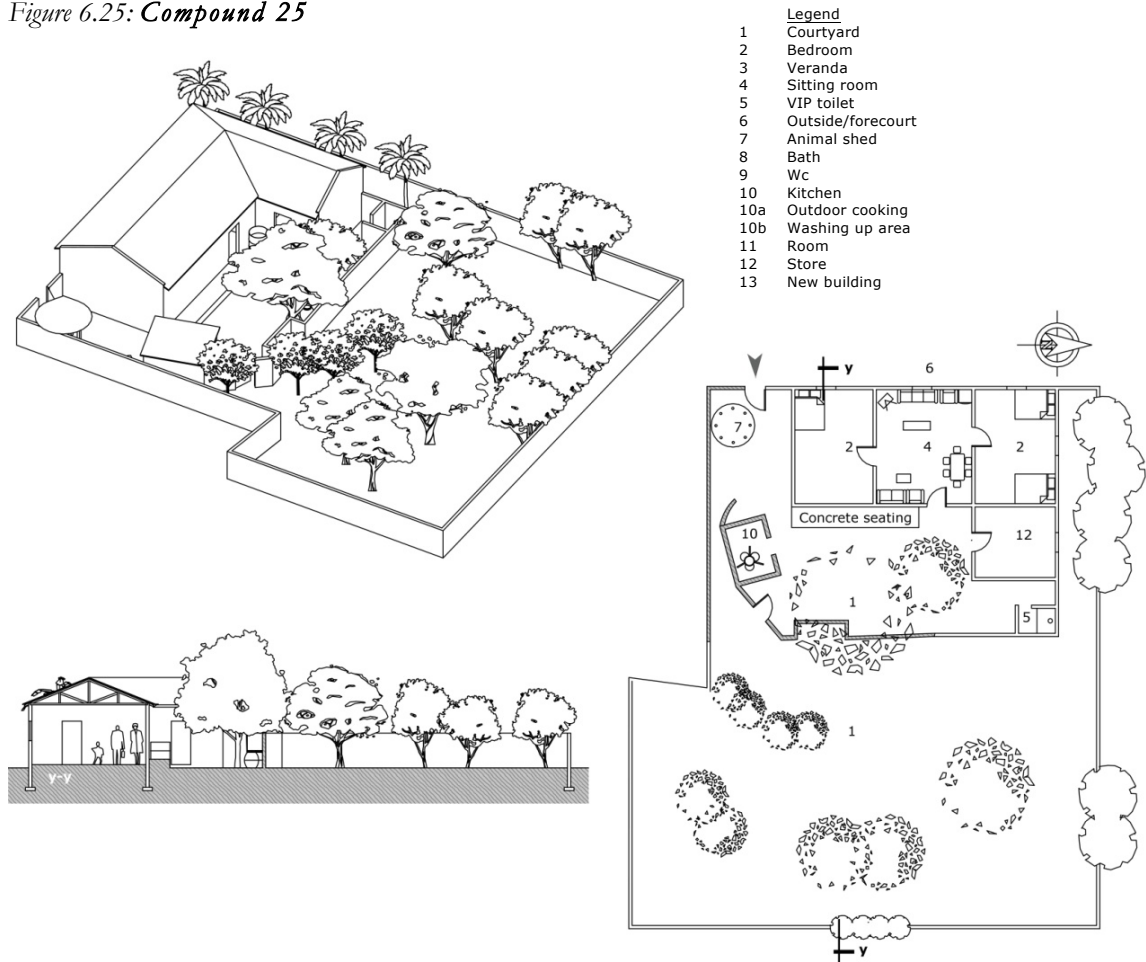 Figure 6.25: Compound 25
Legend
1 Courtyard
2 Bedroom
3 Veranda
4 Sitting room
5 VIP toilet
6 Outside/forecourt
7 Animal shed
8 Bath
9 Wc
10 Kitchen
10a Outdoor cooking
10b Washing up area
11 Room
12 Store
13 New building
y
6
7
2
4
2
Concrete seating
10
12
1
5
1
y
y-y